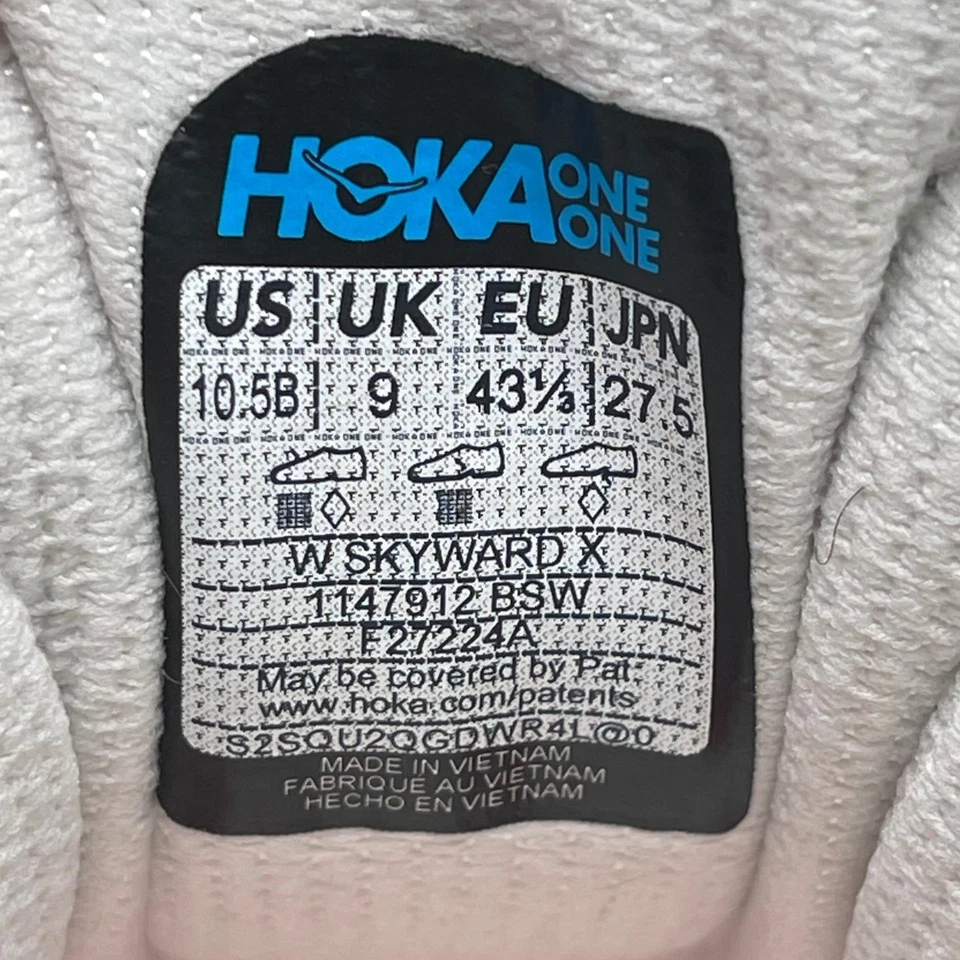 HOKA ONE ONE
US UK EU JPN
10.5B 9 43⅓ 27.5
W SKYWARD X
1147912 BSW
F27224A
May be covered by Pat.
www.hoka.com/patents
S2SQU2QGDWR4L@0
MADE IN VIETNAM
FABRIQUE AU VIETNAM
HECHO EN VIETNAM